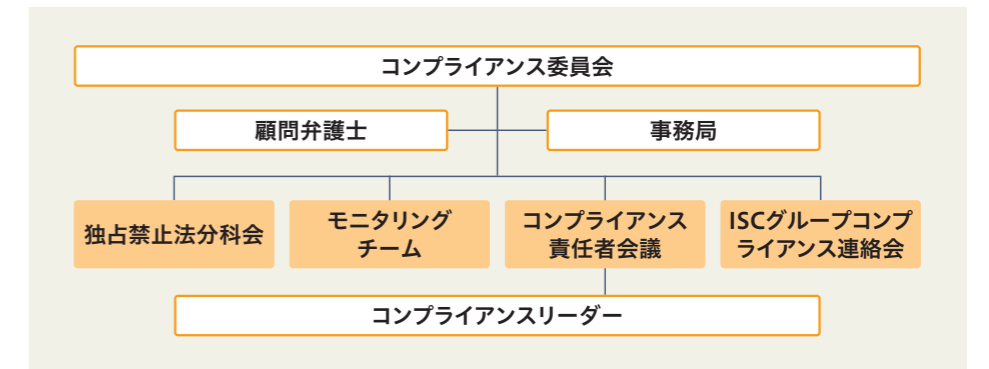 コンプライアンス委員会
顧問弁護士
事務局
独占禁止法分科会
モニタリング
チーム
コンプライアンス
責任者会議
ISCグループコンプ
ライアンス連絡会
コンプライアンスリーダー